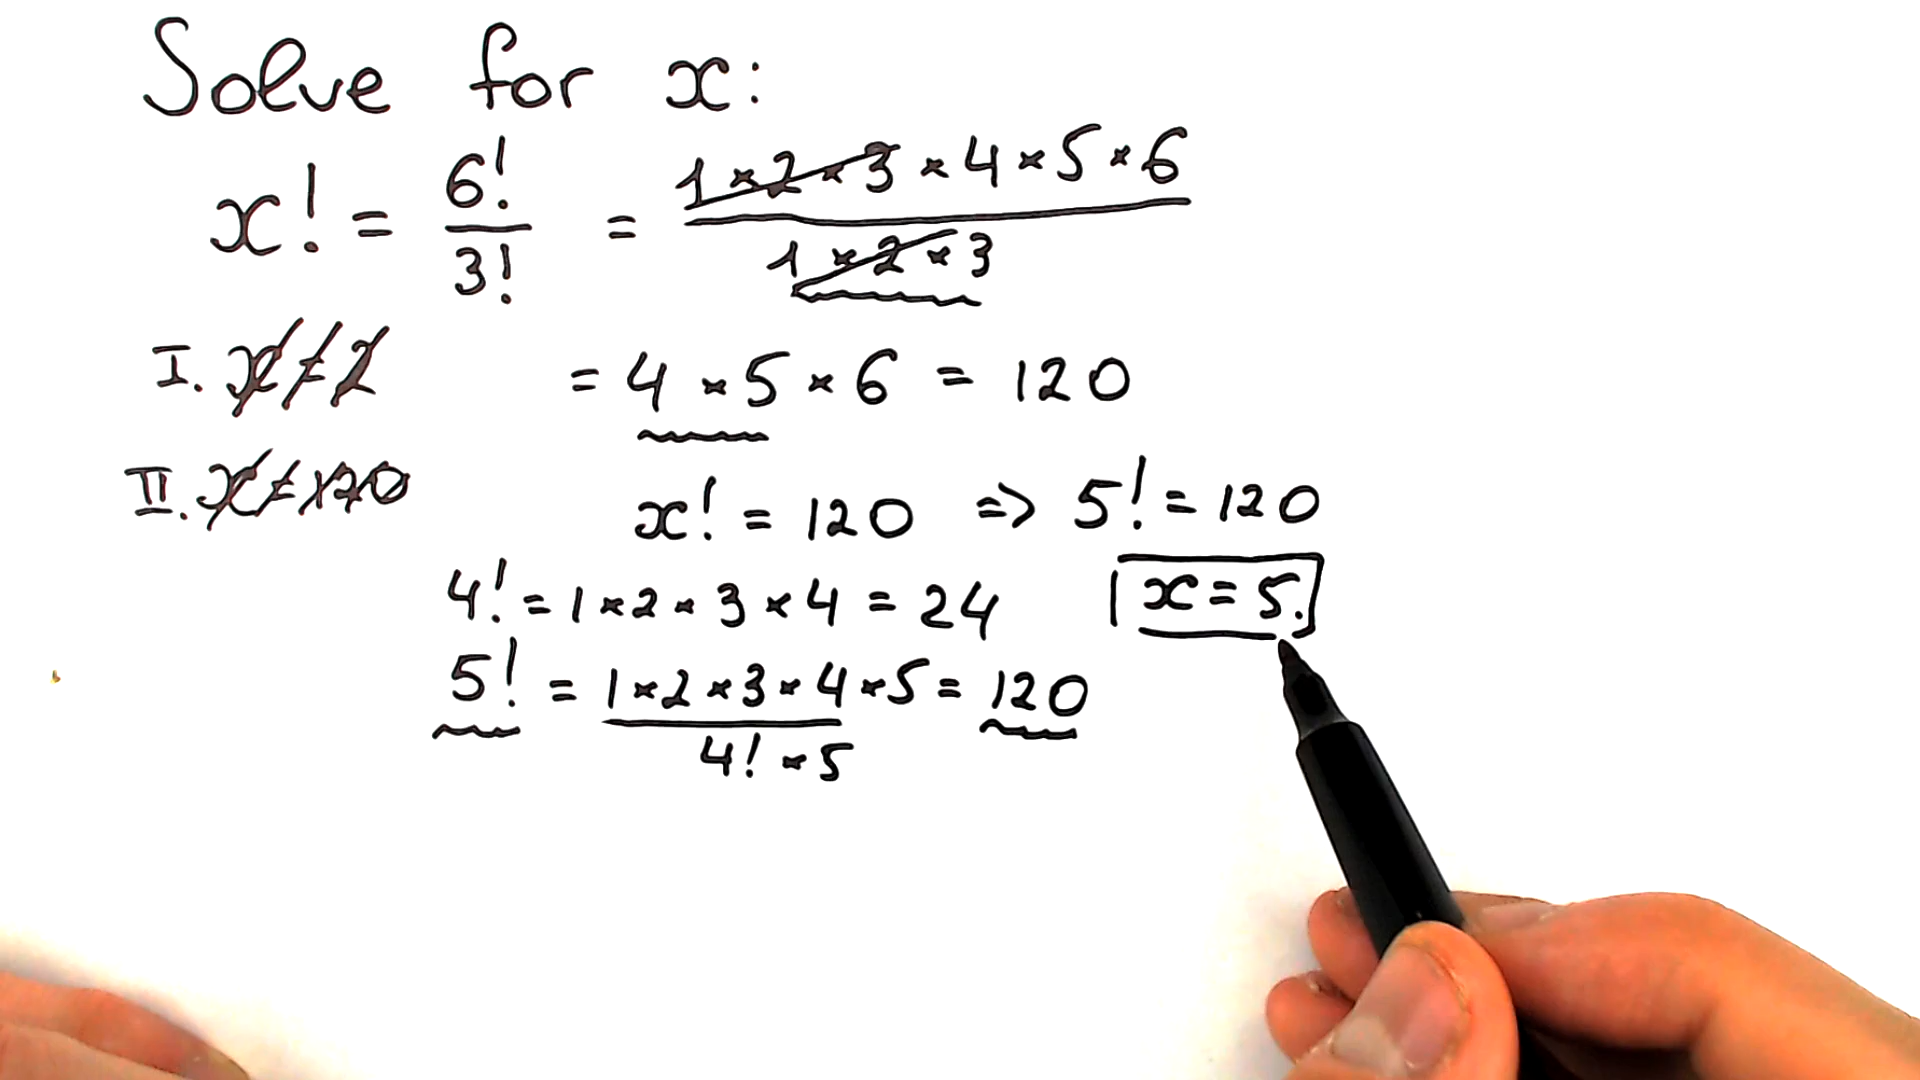 Solve for x:
x! = 6!/3! = 1×2×3×4×5×6/1×2×3
I. x=2
= 4×5×6 = 120
II. x=120
x! = 120 => 5! = 120
4! = 1×2×3×4 = 24
x = 5.
5! = 1×2×3×4×5 = 120
4!×5